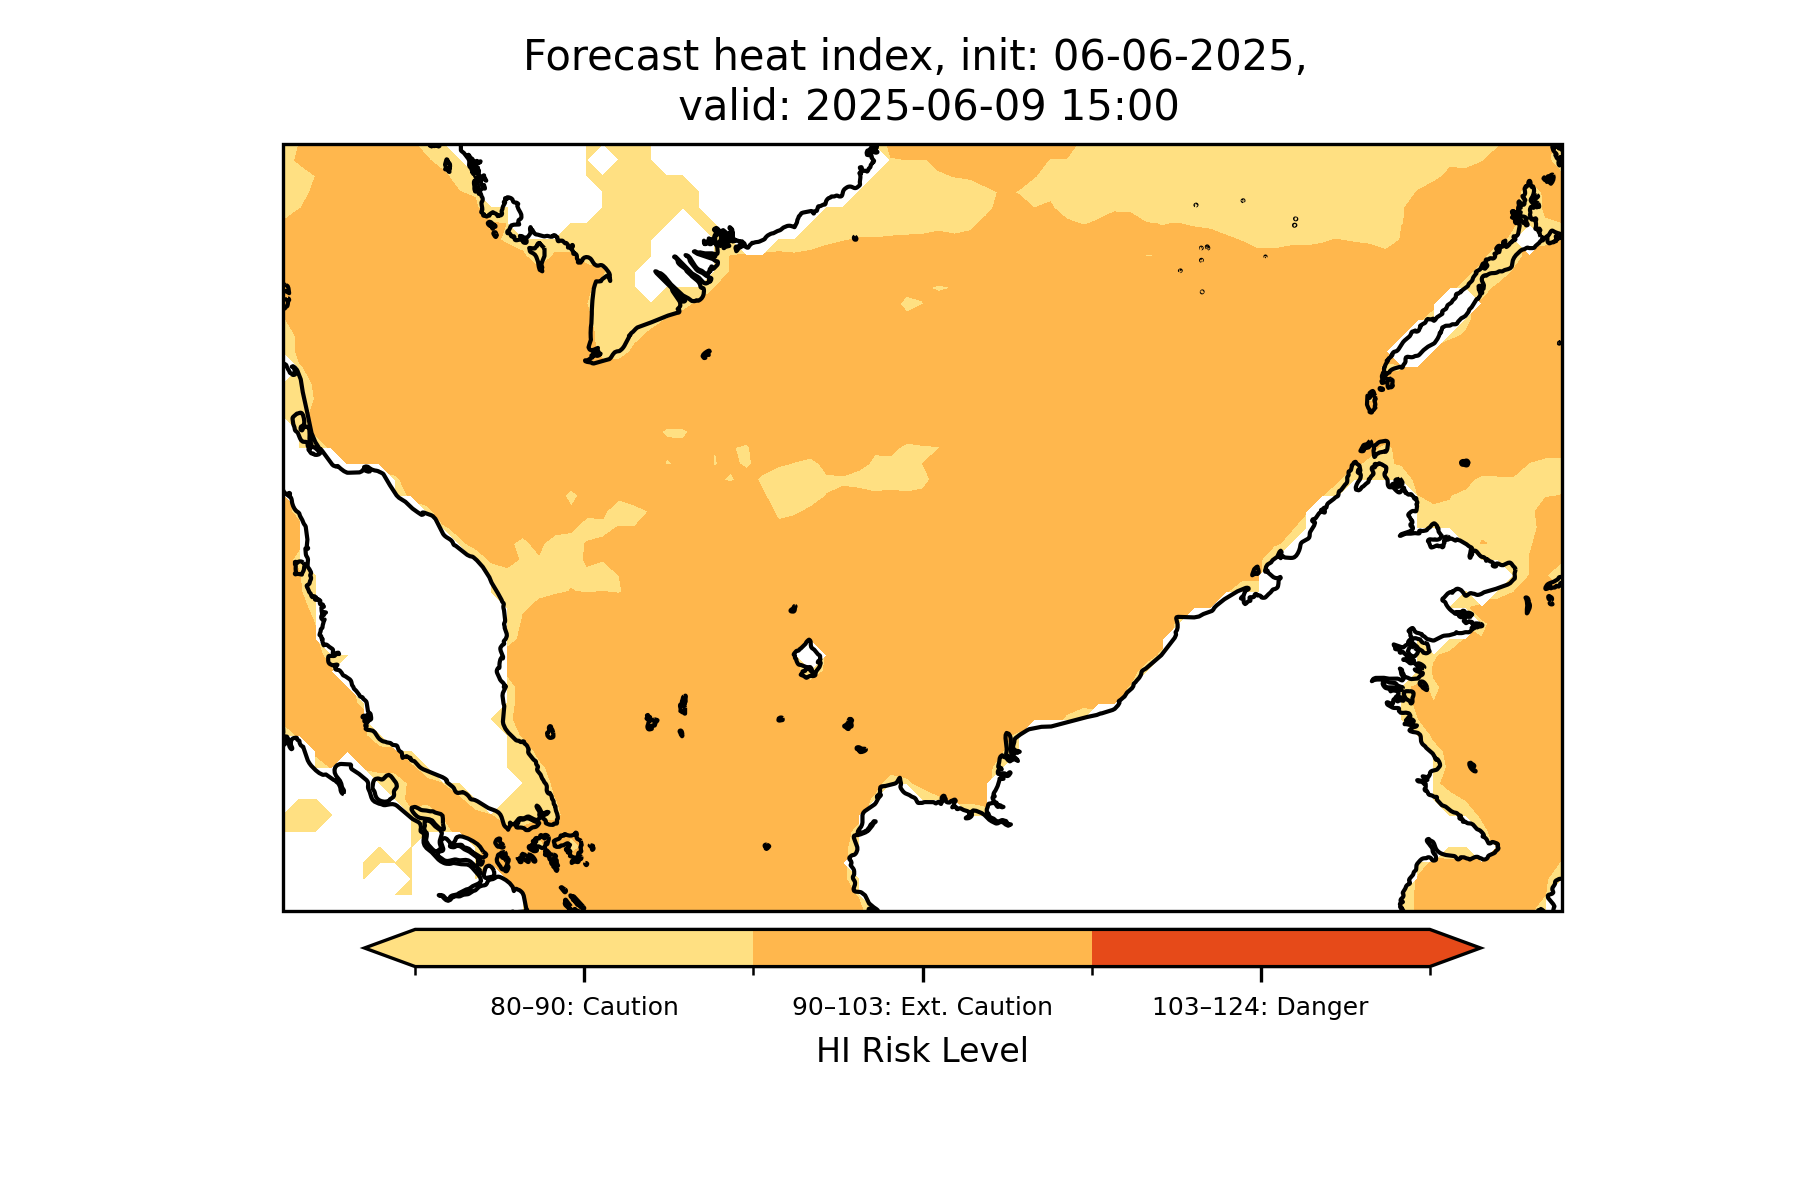 Forecast heat index, init: 06-06-2025,
valid: 2025-06-09 15:00
80–90: Caution
90–103: Ext. Caution
103–124: Danger
HI Risk Level